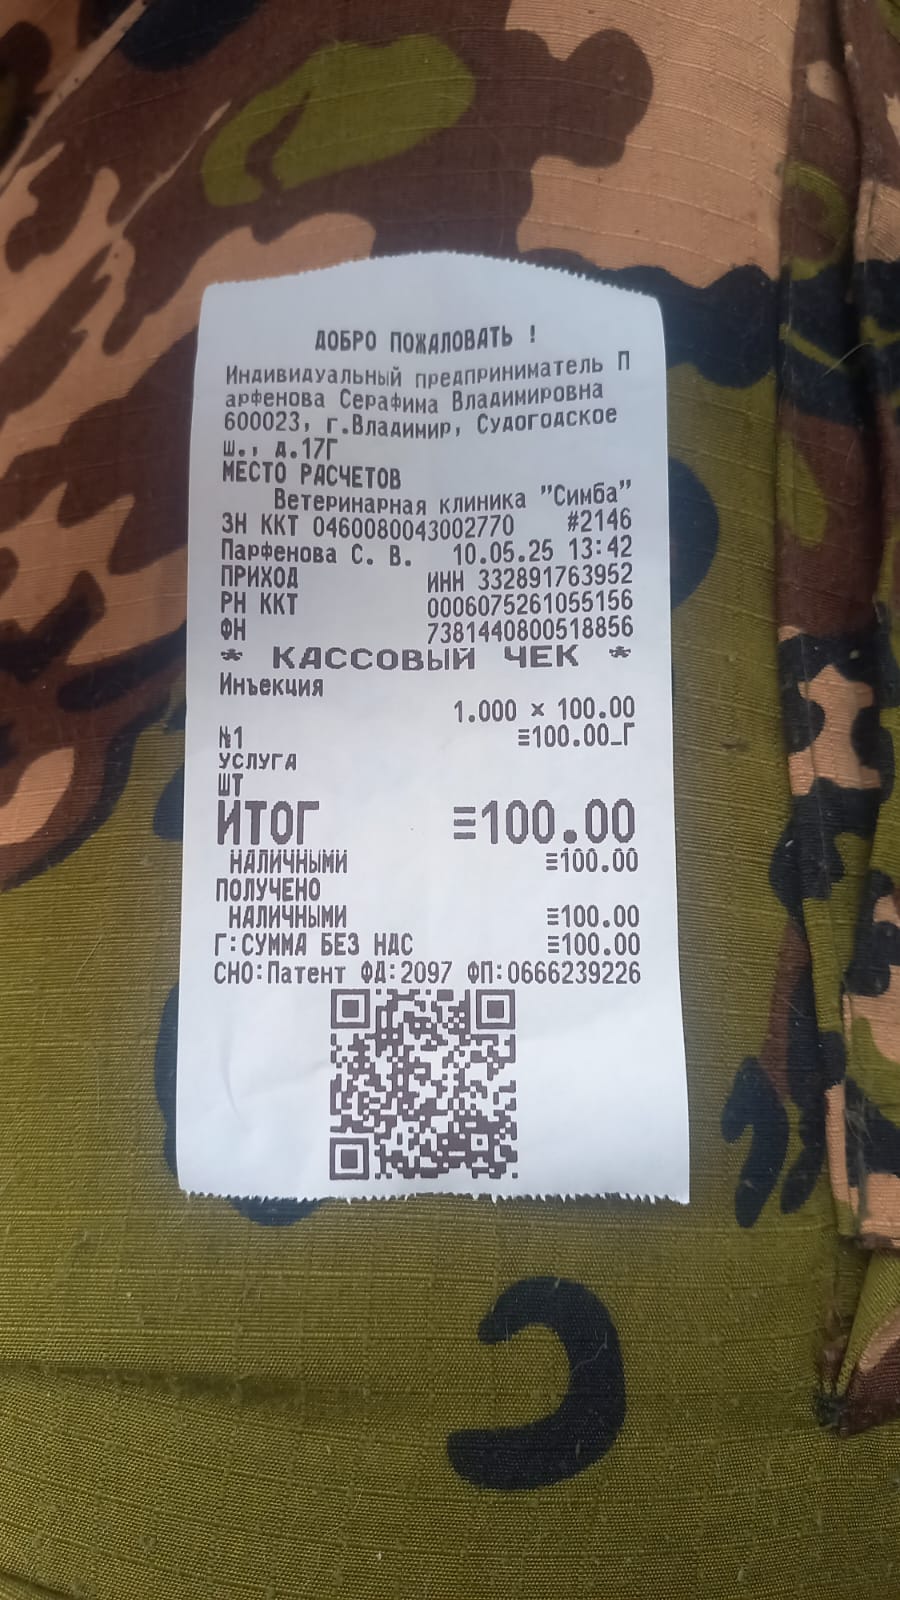 ДОБРО ПОЖАЛОВАТЬ !
Индивидуальный предприниматель П
арфенова Серафима Владимировна
600023, г.Владимир, Судогодское
ш., д.17Г
МЕСТО РАСЧЕТОВ
Ветеринарная клиника "Симба"
ЗН ККТ 0460080043002770 #2146
Парфенова С. В. 10.05.25 13:42
ПРИХОД ИНН 332891763952
РН ККТ 0006075261055156
ФН 7381440800518856
* КАССОВЫЙ ЧЕК *
Инъекция
1.000 × 100.00
№1 ≡100.00_Г
УСЛУГА
ШТ
ИТОГ ≡100.00
НАЛИЧНЫМИ ≡100.00
ПОЛУЧЕНО
НАЛИЧНЫМИ ≡100.00
Г:СУММА БЕЗ НДС ≡100.00
СНО:Патент ФД:2097 ФП:0666239226